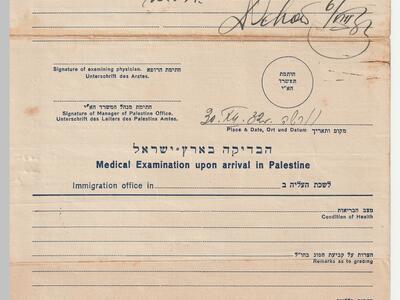 חתימת הרופא
Signature of examining physician.
Unterschrift des Arztes.
חותמת
המשרד
הא"י
חתימת מנהל המשרד הא"י
Signature of Manager of Palestine Office.
Unterschrift des Leiters des Palestina Amtes.
30. XII. 32.
מקום ותאריך
Place & Date, Ort und Datum
הבדיקה בארץ-ישראל
Medical Examination upon arrival in Palestine
Immigration office in
לשכת העליה ב
מצב הבריאות
Condition of Health
הערות על קביעת הסוג בחו"ל
Remarks as to grading